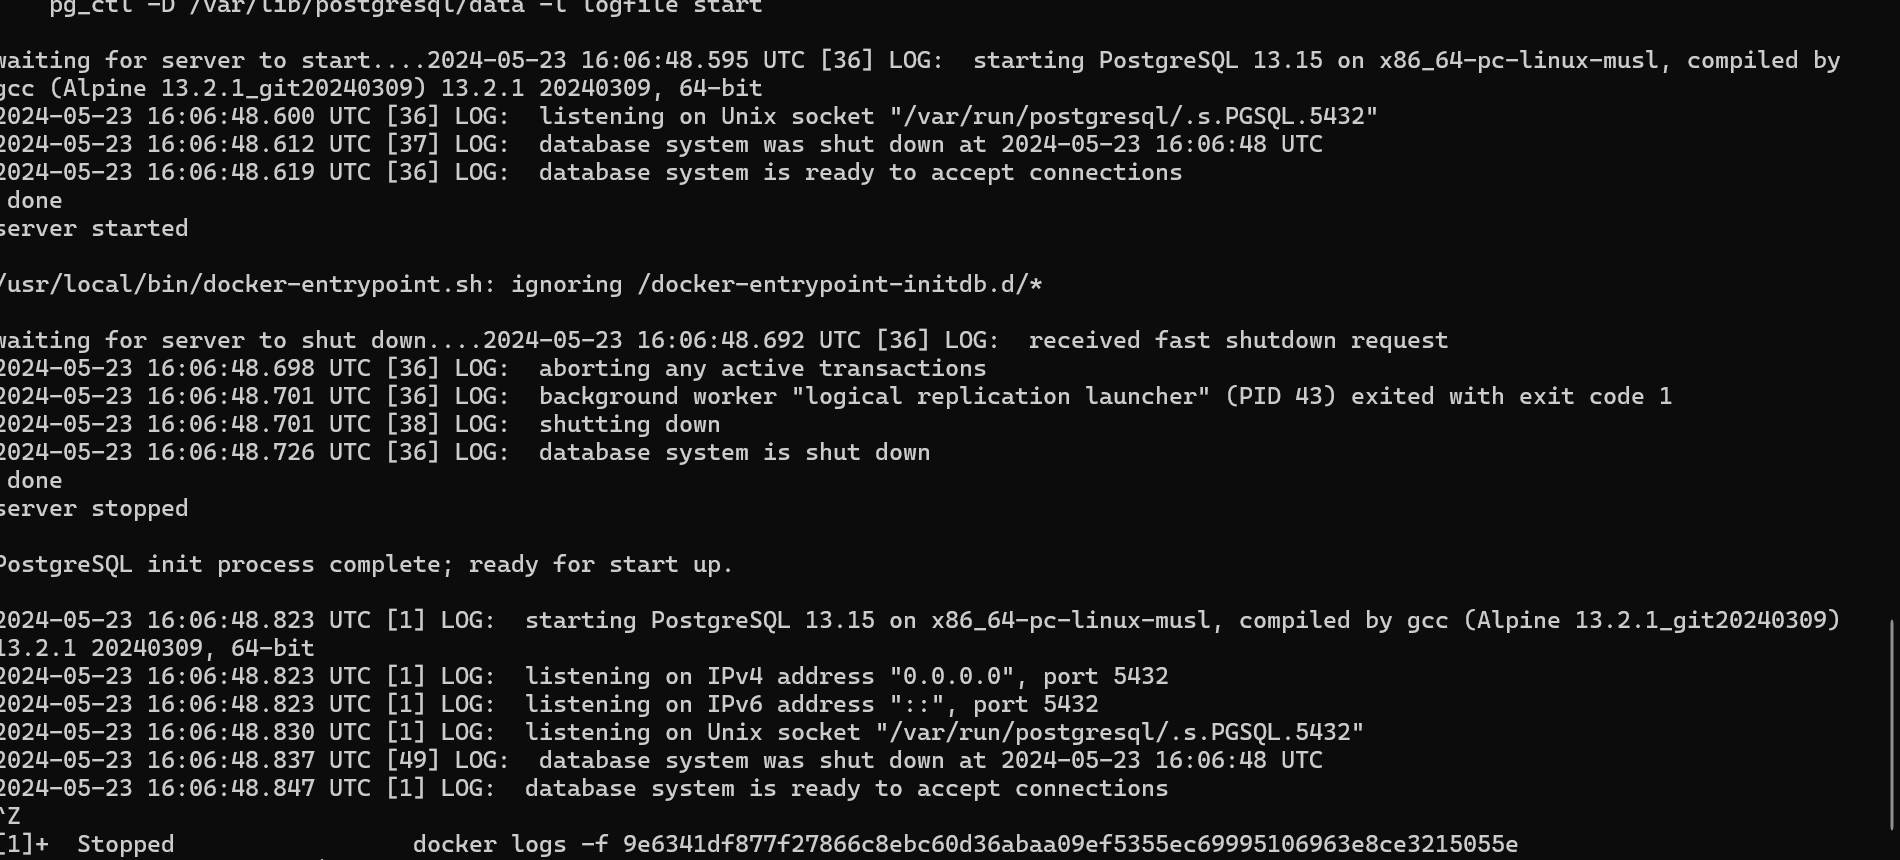 pg_ctl -D /var/lib/postgresql/data -l logfile start
waiting for server to start....2024-05-23 16:06:48.595 UTC [36] LOG:  starting PostgreSQL 13.15 on x86_64-pc-linux-musl, compiled by
gcc (Alpine 13.2.1_git20240309) 13.2.1 20240309, 64-bit
2024-05-23 16:06:48.600 UTC [36] LOG:  listening on Unix socket "/var/run/postgresql/.s.PGSQL.5432"
2024-05-23 16:06:48.612 UTC [37] LOG:  database system was shut down at 2024-05-23 16:06:48 UTC
2024-05-23 16:06:48.619 UTC [36] LOG:  database system is ready to accept connections
done
server started
/usr/local/bin/docker-entrypoint.sh: ignoring /docker-entrypoint-initdb.d/*
waiting for server to shut down....2024-05-23 16:06:48.692 UTC [36] LOG:  received fast shutdown request
2024-05-23 16:06:48.698 UTC [36] LOG:  aborting any active transactions
2024-05-23 16:06:48.701 UTC [36] LOG:  background worker "logical replication launcher" (PID 43) exited with exit code 1
2024-05-23 16:06:48.701 UTC [38] LOG:  shutting down
2024-05-23 16:06:48.726 UTC [36] LOG:  database system is shut down
done
server stopped
PostgreSQL init process complete; ready for start up.
2024-05-23 16:06:48.823 UTC [1] LOG:  starting PostgreSQL 13.15 on x86_64-pc-linux-musl, compiled by gcc (Alpine 13.2.1_git20240309)
13.2.1 20240309, 64-bit
2024-05-23 16:06:48.823 UTC [1] LOG:  listening on IPv4 address "0.0.0.0", port 5432
2024-05-23 16:06:48.823 UTC [1] LOG:  listening on IPv6 address "::", port 5432
2024-05-23 16:06:48.830 UTC [1] LOG:  listening on Unix socket "/var/run/postgresql/.s.PGSQL.5432"
2024-05-23 16:06:48.837 UTC [49] LOG:  database system was shut down at 2024-05-23 16:06:48 UTC
2024-05-23 16:06:48.847 UTC [1] LOG:  database system is ready to accept connections
^Z
[1]+  Stopped                 docker logs -f 9e6341df877f27866c8ebc60d36abaa09ef5355ec69995106963e8ce3215055e